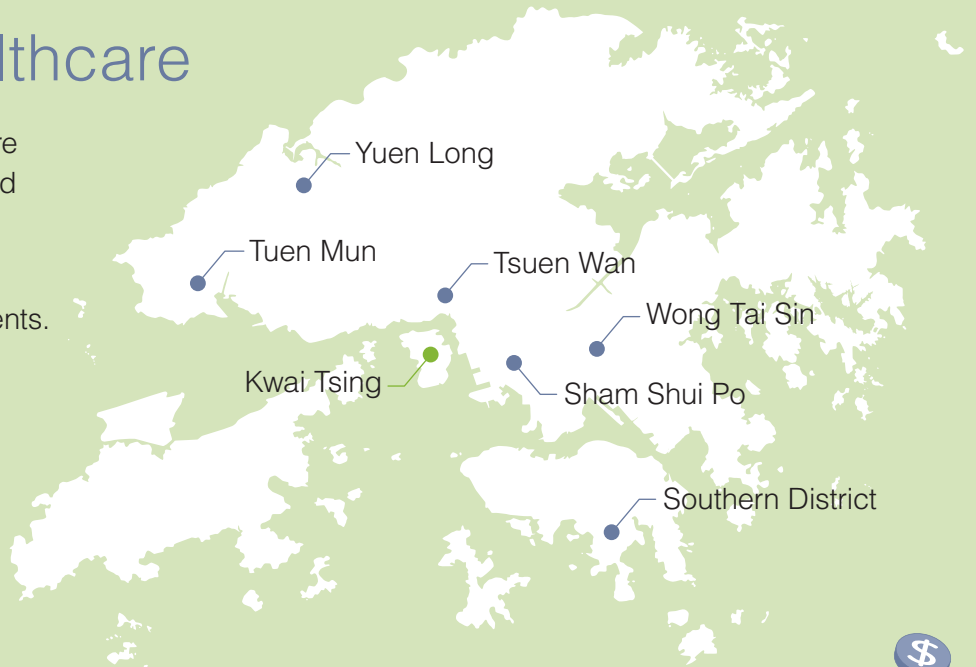 lthcare
re
d
ents.
Yuen Long
Tuen Mun
Tsuen Wan
Wong Tai Sin
Kwai Tsing
Sham Shui Po
Southern District
$